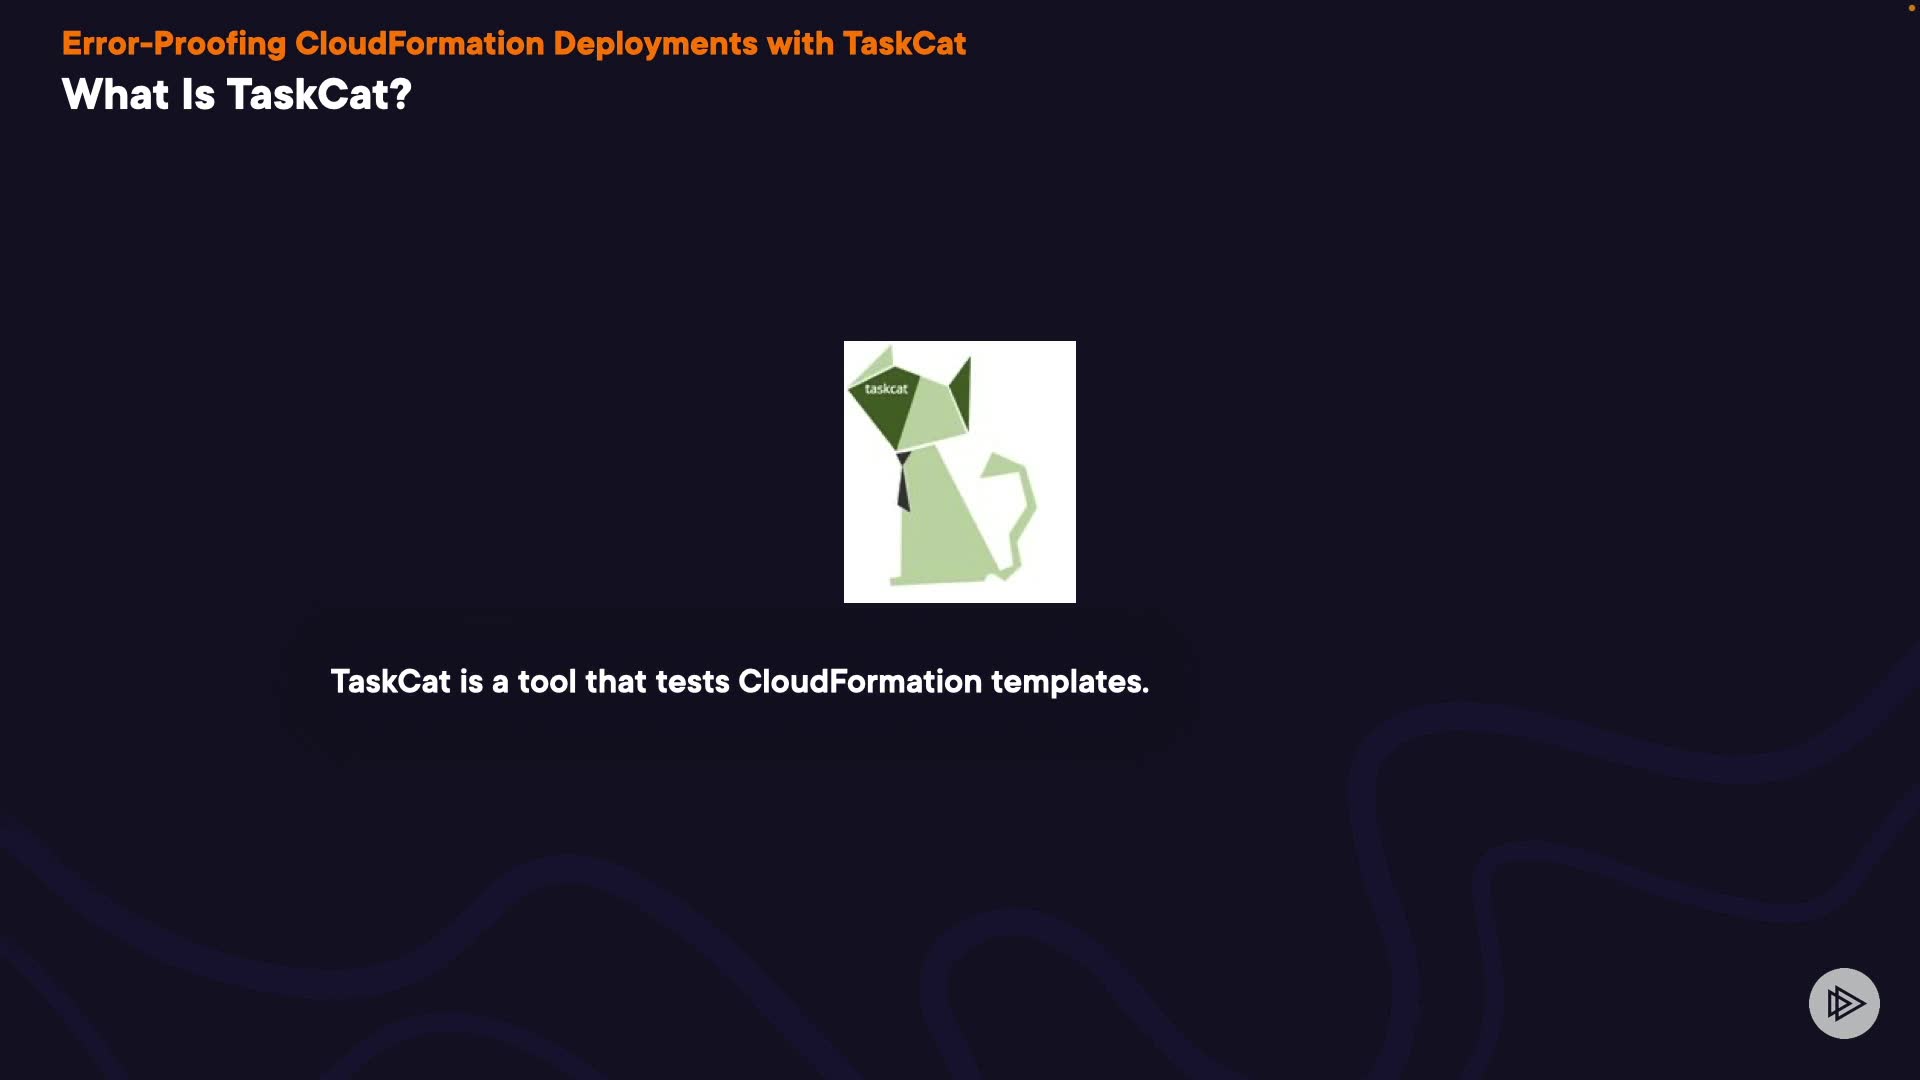 Error-Proofing CloudFormation Deployments with TaskCat
What Is TaskCat?
taskcat
TaskCat is a tool that tests CloudFormation templates.